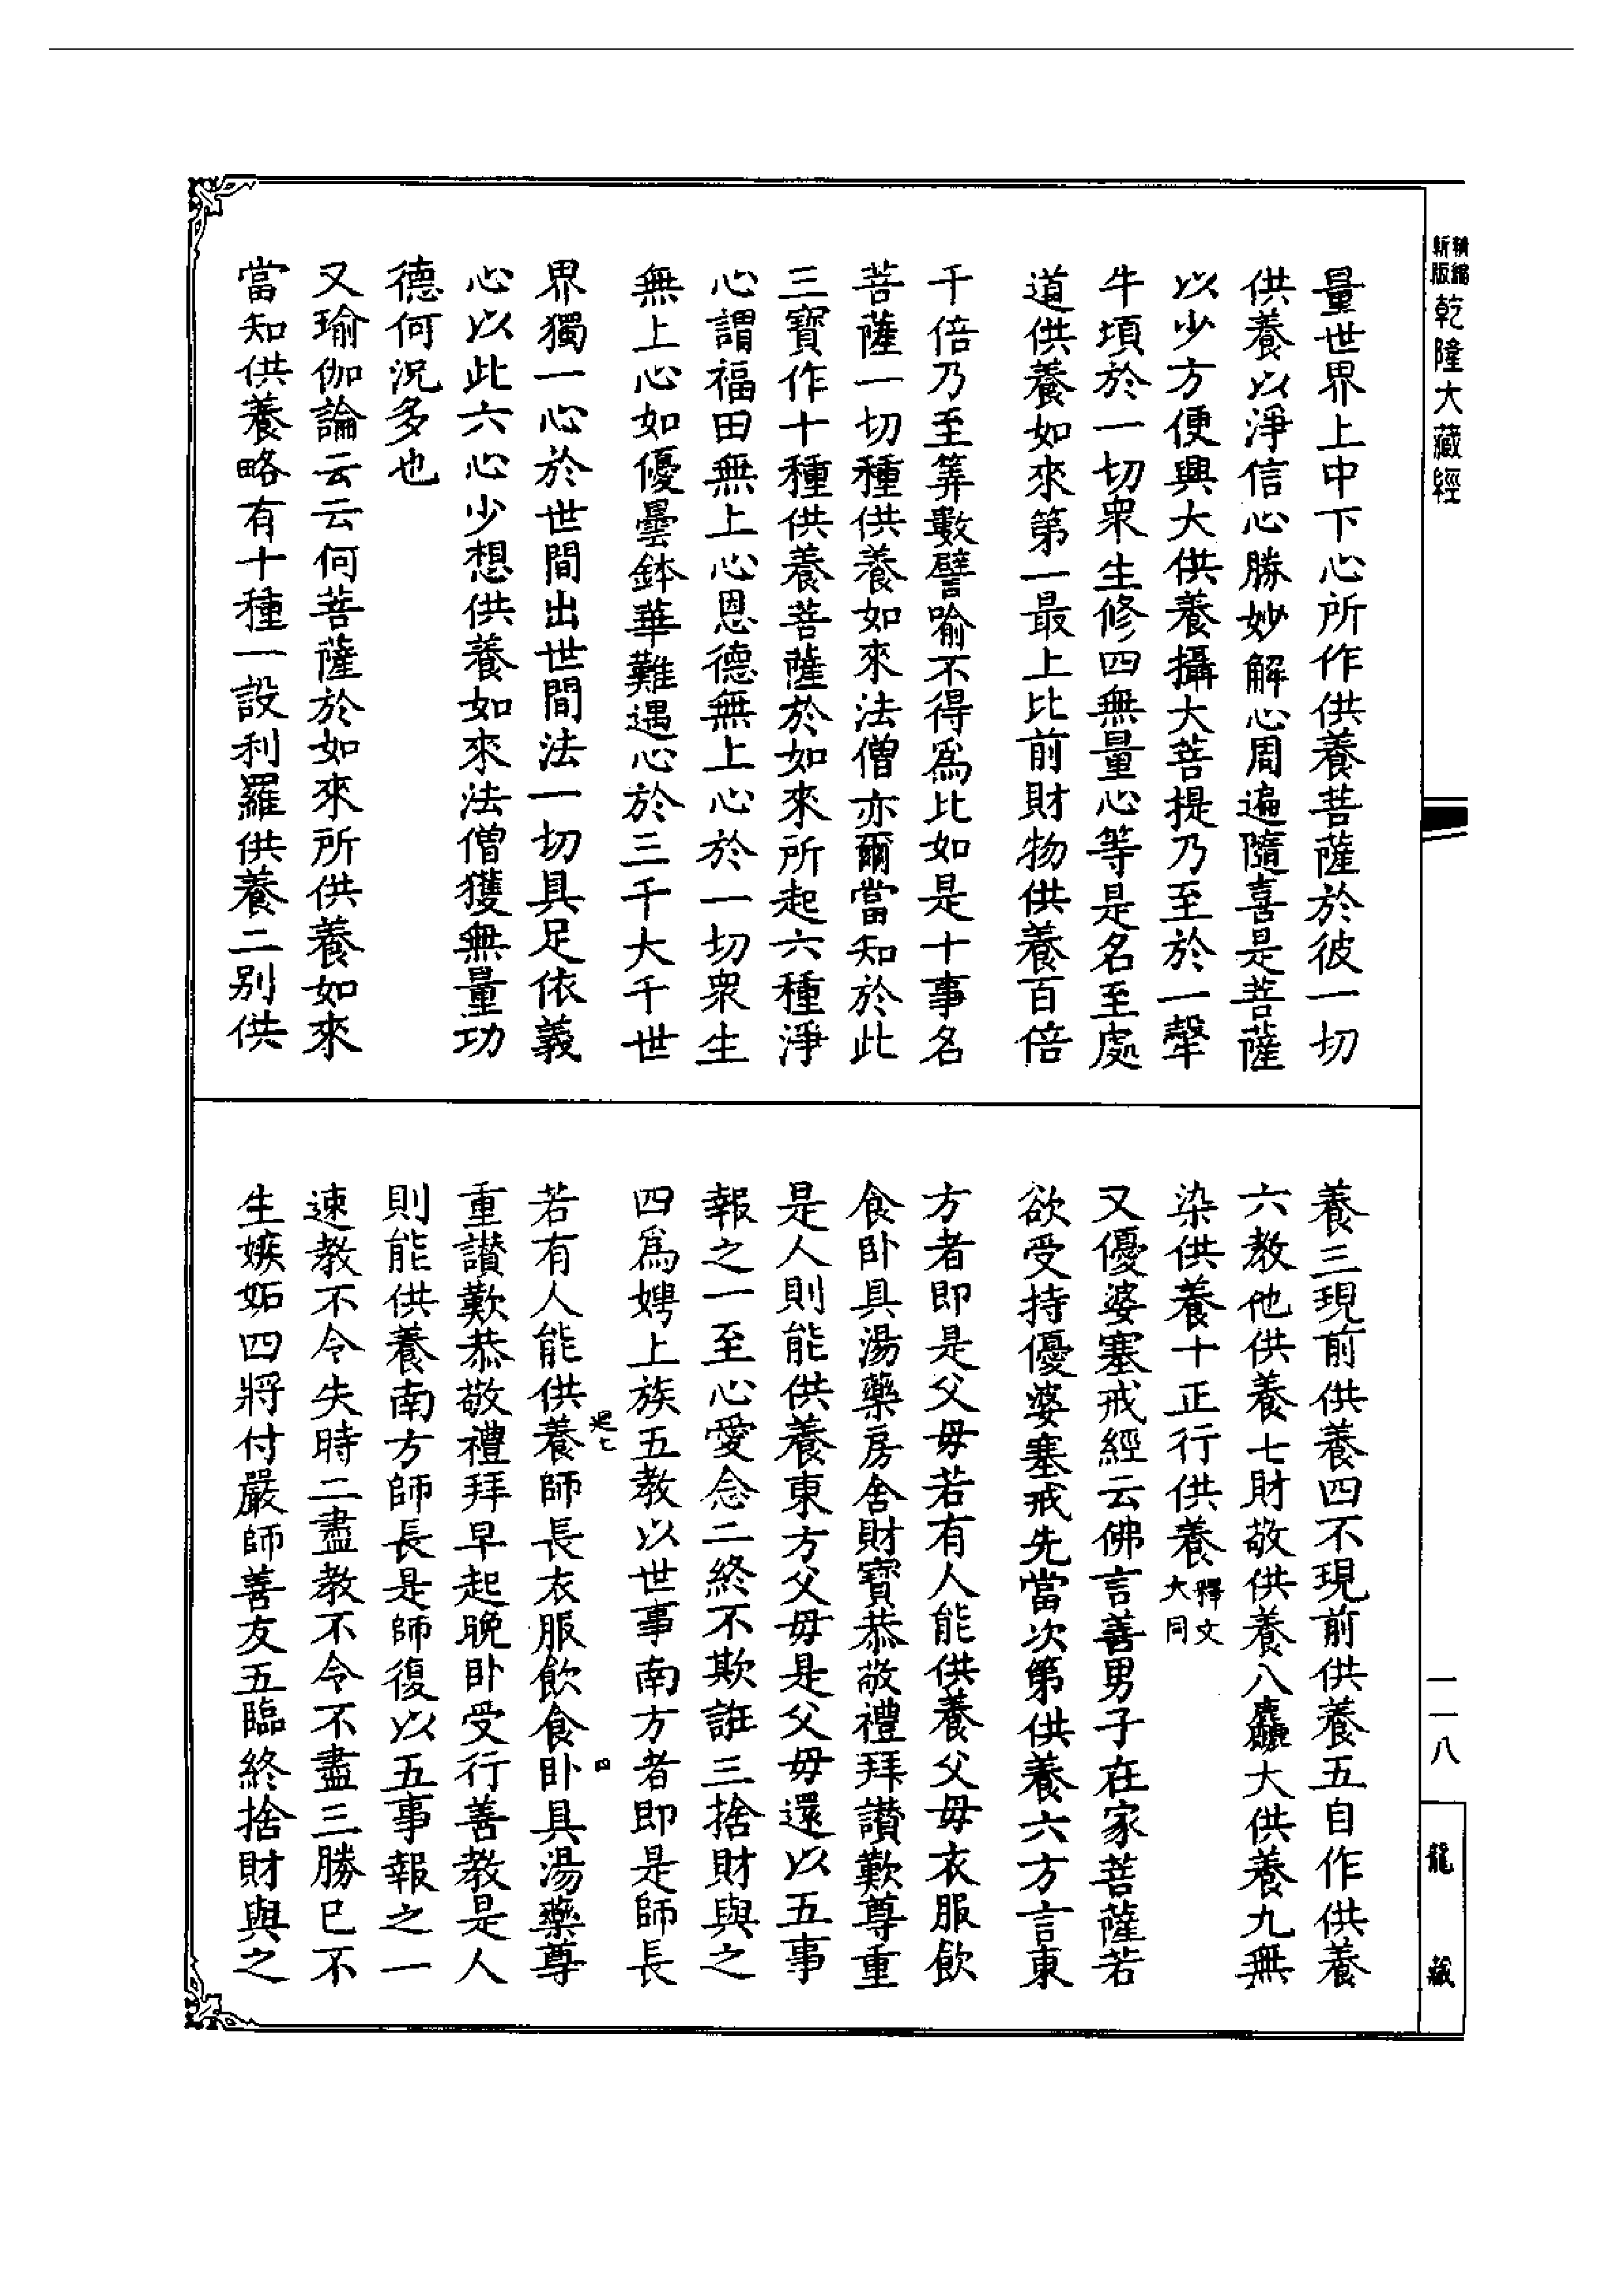 新版精縮乾隆大藏經
量世界上中下心所作供養菩薩於彼一切
供養以淨信心勝妙解心周遍隨喜是菩薩
以少方便興大供養攝大菩提乃至於一𤛓
牛頃於一切衆生修四無量心等是名至處
道供養如來第一最上比前財物供養百倍
千倍乃至筭數譬喻不得爲比如是十事名
菩薩一切種供養如來法僧亦爾當知於此
三寶作十種供養菩薩於如來所起六種淨
心謂福田無上心恩德無上心於一切衆生
無上心如優曇鉢華難遇心於三千大千世
界獨一心於世間出世間法一切具足依義
心以此六心少想供養如來法僧獲無量功
德何況多也
又瑜伽論云云何菩薩於如來所供養如來
當知供養略有十種一設利羅供養二別供
養三現前供養四不現前供養五自作供養
六教他供養七財敬供養八麤大供養九無
染供養十正行供養釋文大同
又優婆塞戒經云佛言善男子在家菩薩若
欲受持優婆塞戒先當次第供養六方言東
方者即是父母若有人能供養父母衣服飲
食卧具湯藥房舍財寶恭敬禮拜讚歎尊重
是人則能供養東方父母是父母還以五事
報之一至心愛念二終不欺誑三捨財與之
四爲娉上族五教以世事南方者即是師長
若有人能供養師長衣服飲食卧具湯藥尊
重讚歎恭敬禮拜早起晚卧受行善教是人
則能供養南方師長是師復以五事報之一
速教不令失時二盡教不令不盡三勝已不
生嫉妬四將付嚴師善友五臨終捨財與之
一一八
龍藏